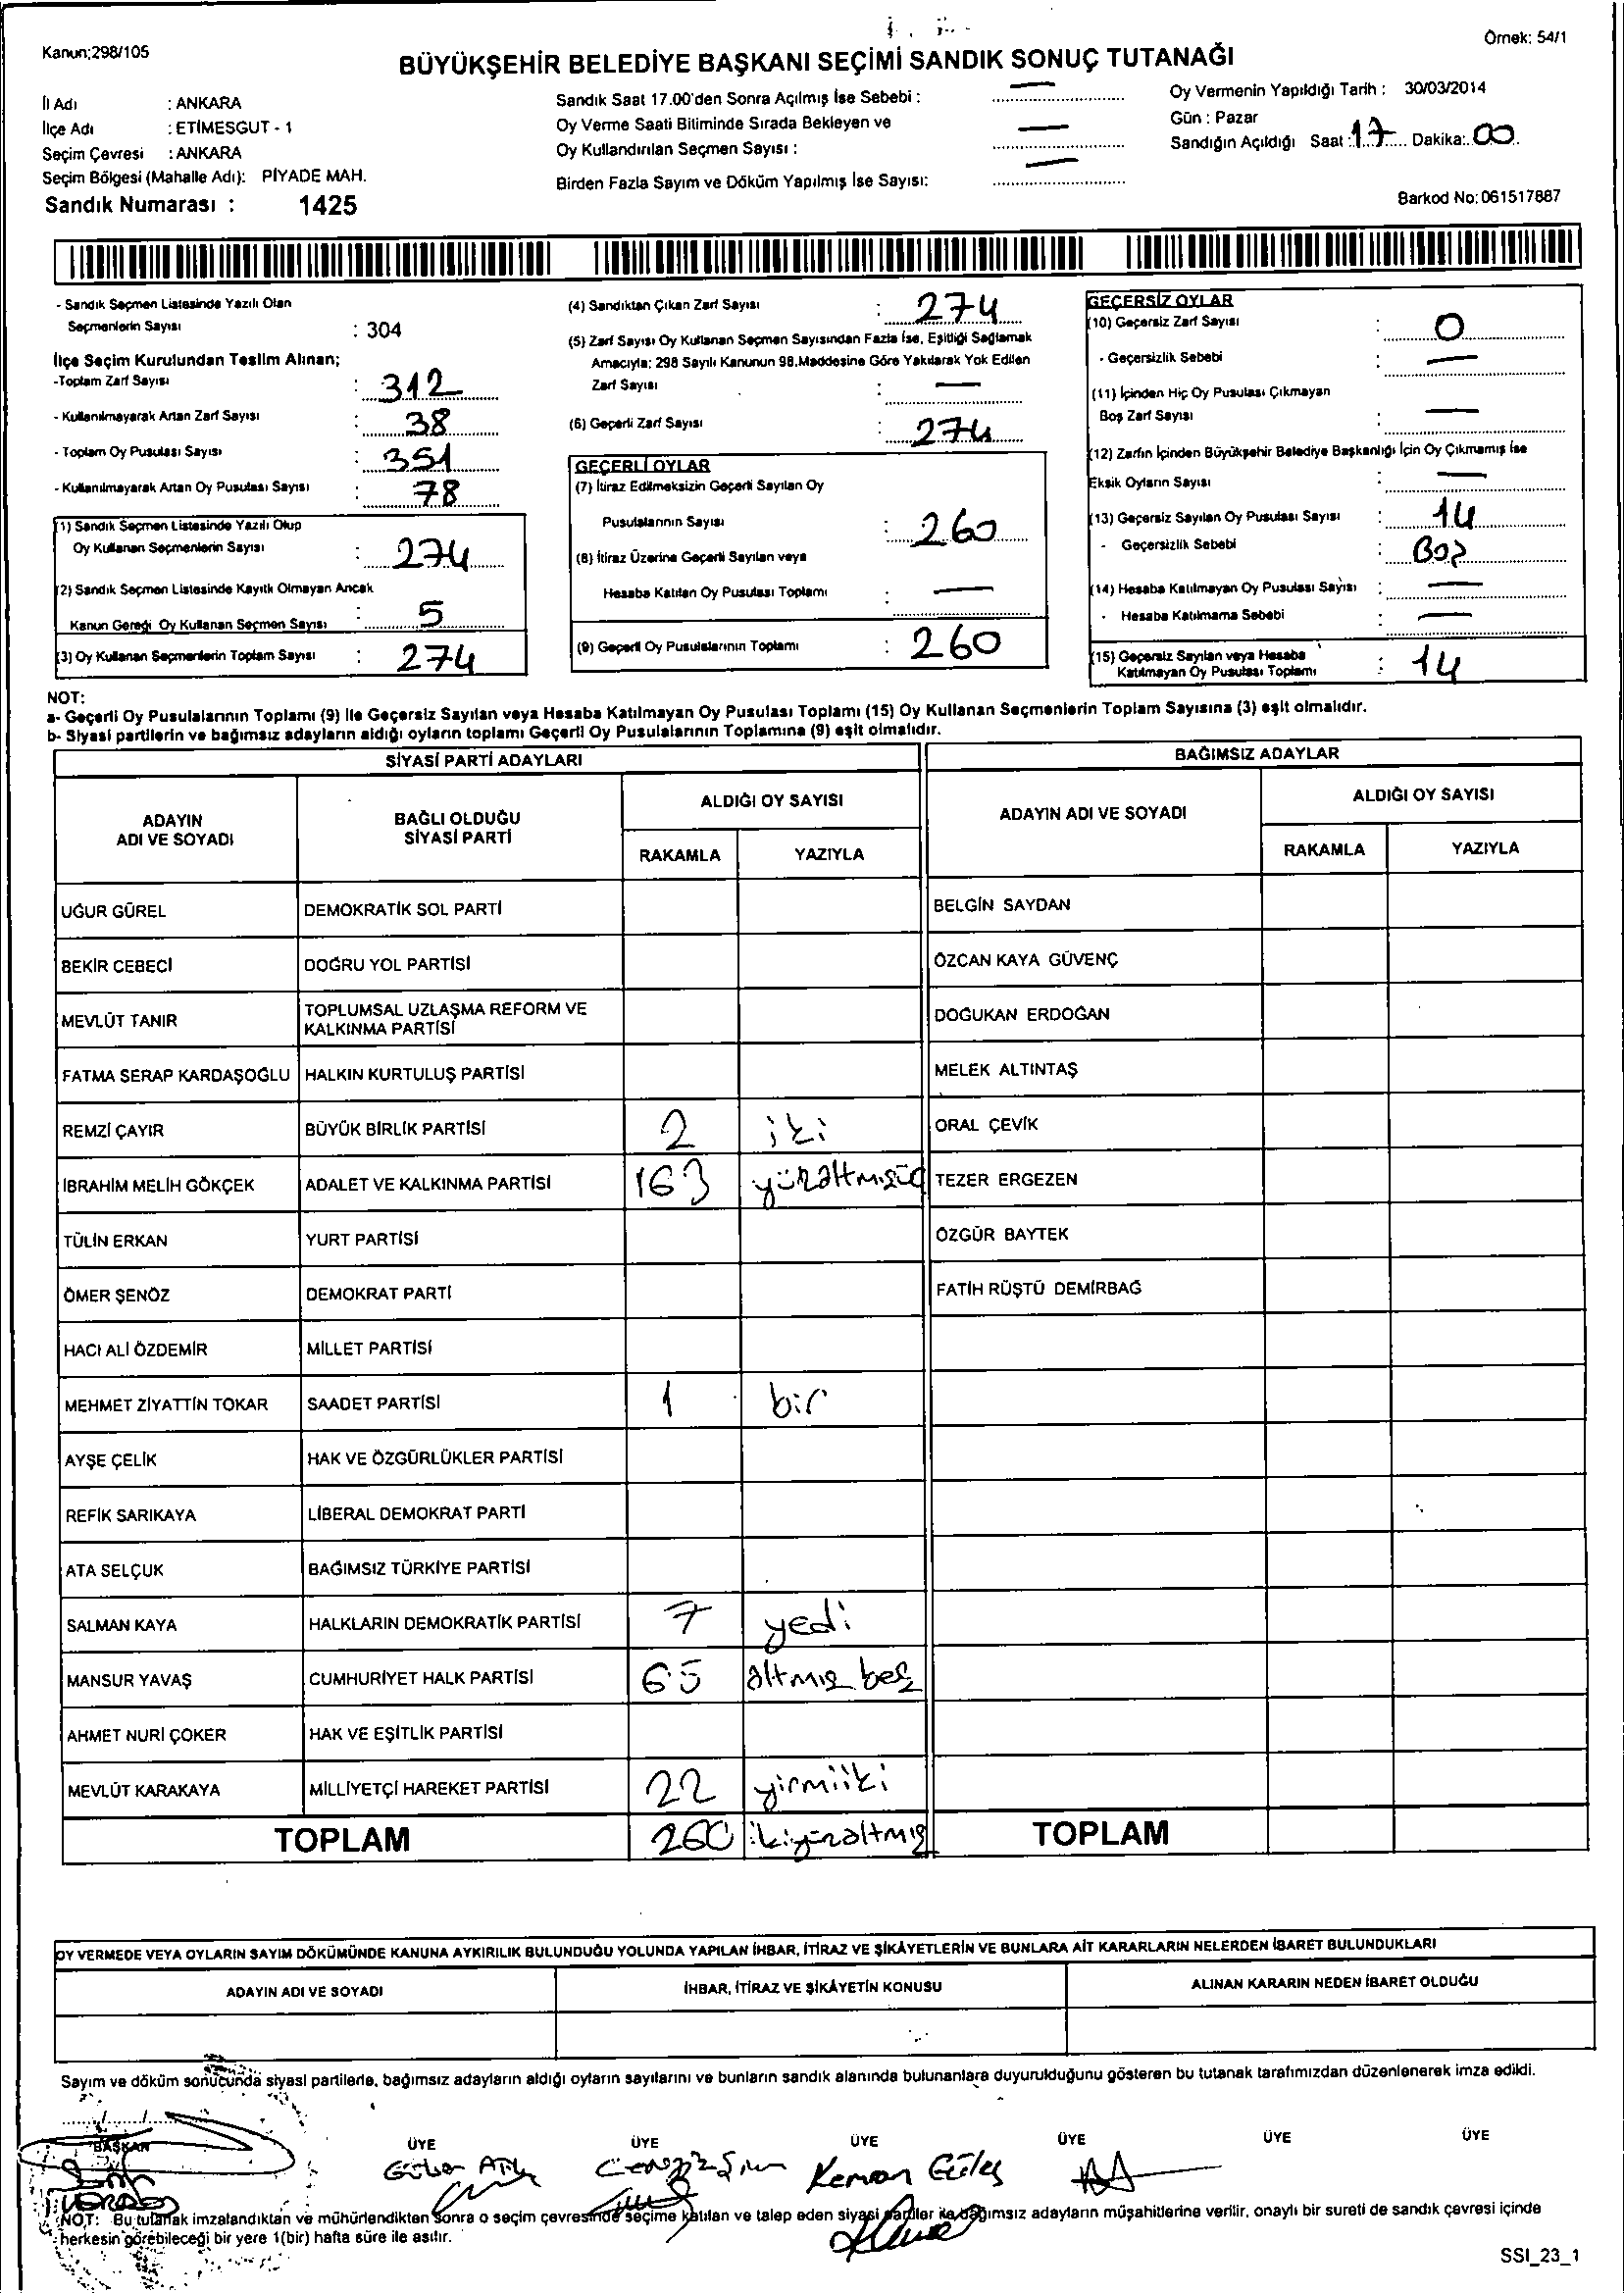 Kanun;298/105
Örnek: 54/1
BÜYÜKŞEHİR BELEDİYE BAŞKANI SEÇİMİ SANDIK SONUÇ TUTANAĞI
İl Adı : ANKARA
İlçe Adı : ETİMESGUT - 1
Seçim Çevresi : ANKARA
Seçim Bölgesi (Mahalle Adı): PİYADE MAH.
Sandık Numarası : 1425
Sandık Saat 17.00'den Sonra Açılmış İse Sebebi : —
Oy Verme Saati Bitiminde Sırada Bekleyen ve
Oy Kullandırılan Seçmen Sayısı : —
Birden Fazla Sayım ve Döküm Yapılmış İse Sayısı: —
Oy Vermenin Yapıldığı Tarih : 30/03/2014
Gün : Pazar
Sandığın Açıldığı Saat : 17 Dakika: 00
Barkod No: 061517887
- Sandık Seçmen Listesinde Yazılı Olan
Seçmenlerin Sayısı : 304
İlçe Seçim Kurulundan Teslim Alınan;
-Toplam Zarf Sayısı : 312
- Kullanılmayarak Artan Zarf Sayısı : 38
- Toplam Oy Pusulası Sayısı : 351
- Kullanılmayarak Artan Oy Pusulası Sayısı : 78
(1) Sandık Seçmen Listesinde Yazılı Olup
Oy Kullanan Seçmenlerin Sayısı : 274
(2) Sandık Seçmen Listesinde Kayıtlı Olmayan Ancak
Kanun Gereği Oy Kullanan Seçmen Sayısı : 5
(3) Oy Kullanan Seçmenlerin Toplam Sayısı : 274
(4) Sandıktan Çıkan Zarf Sayısı : 274
(5) Zarf Sayısı Oy Kullanan Seçmen Sayısından Fazla İse, Eşitliği Sağlamak
Amacıyla; 298 Sayılı Kanunun 98.Maddesine Göre Yakılarak Yok Edilen
Zarf Sayısı : —
(6) Geçerli Zarf Sayısı : 274
GEÇERLİ OYLAR
(7) İtiraz Edilmeksizin Geçerli Sayılan Oy
Pusulalarının Sayısı : 260
(8) İtiraz Üzerine Geçerli Sayılan veya
Hesaba Katılan Oy Pusulası Toplamı : —
(9) Geçerli Oy Pusulalarının Toplamı : 260
GEÇERSİZ OYLAR
(10) Geçersiz Zarf Sayısı : 0
- Geçersizlik Sebebi : —
(11) İçinden Hiç Oy Pusulası Çıkmayan
Boş Zarf Sayısı : —
(12) Zarfın İçinden Büyükşehir Belediye Başkanlığı İçin Oy Çıkmamış İse
Eksik Oyların Sayısı : —
(13) Geçersiz Sayılan Oy Pusulası Sayısı : 14
- Geçersizlik Sebebi : Boş
(14) Hesaba Katılmayan Oy Pusulası Sayısı : —
- Hesaba Katılmama Sebebi : —
(15) Geçersiz Sayılan veya Hesaba
Katılmayan Oy Pusulası Toplamı : 14
NOT:
a- Geçerli Oy Pusulalarının Toplamı (9) ile Geçersiz Sayılan veya Hesaba Katılmayan Oy Pusulası Toplamı (15) Oy Kullanan Seçmenlerin Toplam Sayısına (3) eşit olmalıdır.
b- Siyasi partilerin ve bağımsız adayların aldığı oyların toplamı Geçerli Oy Pusulalarının Toplamına (9) eşit olmalıdır.
SİYASİ PARTİ ADAYLARI
BAĞIMSIZ ADAYLAR
ADAYIN
ADI VE SOYADI
BAĞLI OLDUĞU
SİYASİ PARTİ
ALDIĞI OY SAYISI
RAKAMLA YAZIYLA
ADAYIN ADI VE SOYADI
ALDIĞI OY SAYISI
RAKAMLA YAZIYLA
UĞUR GÜREL DEMOKRATİK SOL PARTİ BELGİN SAYDAN
BEKİR CEBECİ DOĞRU YOL PARTİSİ ÖZCAN KAYA GÜVENÇ
MEVLÜT TANIR TOPLUMSAL UZLAŞMA REFORM VE
KALKINMA PARTİSİ DOĞUKAN ERDOĞAN
FATMA SERAP KARDAŞOĞLU HALKIN KURTULUŞ PARTİSİ MELEK ALTINTAŞ
REMZİ ÇAYIR BÜYÜK BİRLİK PARTİSİ 2 iki ORAL ÇEVİK
İBRAHİM MELİH GÖKÇEK ADALET VE KALKINMA PARTİSİ 163 yüzaltmışüç TEZER ERGEZEN
TÜLİN ERKAN YURT PARTİSİ ÖZGÜR BAYTEK
ÖMER ŞENÖZ DEMOKRAT PARTİ FATİH RÜŞTÜ DEMİRBAĞ
HACI ALİ ÖZDEMİR MİLLET PARTİSİ
MEHMET ZİYATTİN TOKAR SAADET PARTİSİ 1 bir
AYŞE ÇELİK HAK VE ÖZGÜRLÜKLER PARTİSİ
REFİK SARIKAYA LİBERAL DEMOKRAT PARTİ
ATA SELÇUK BAĞIMSIZ TÜRKİYE PARTİSİ
SALMAN KAYA HALKLARIN DEMOKRATİK PARTİSİ 7 yedi
MANSUR YAVAŞ CUMHURİYET HALK PARTİSİ 65 altmış beş
AHMET NURİ ÇOKER HAK VE EŞİTLİK PARTİSİ
MEVLÜT KARAKAYA MİLLİYETÇİ HAREKET PARTİSİ 22 yirmiiki
TOPLAM 260 ikiyüzaltmış TOPLAM
OY VERMEDE VEYA OYLARIN SAYIM DÖKÜMÜNDE KANUNA AYKIRILIK BULUNDUĞU YOLUNDA YAPILAN İHBAR, İTİRAZ VE ŞİKÂYETLERİN VE BUNLARA AİT KARARLARIN NELERDEN İBARET BULUNDUKLARI
ADAYIN ADI VE SOYADI İHBAR, İTİRAZ VE ŞİKÂYETİN KONUSU ALINAN KARARIN NEDEN İBARET OLDUĞU
Sayım ve döküm sonucunda siyasi partilerle, bağımsız adayların aldığı oyların sayılarını ve bunların sandık alanında bulunanlara duyurulduğunu gösteren bu tutanak tarafımızdan düzenlenerek imza edildi.
BAŞKAN ÜYE ÜYE ÜYE ÜYE ÜYE ÜYE
Kenan Güleş
NOT: Bu tutanak imzalandıktan ve mühürlendikten sonra o seçim çevresinde seçime katılan ve talep eden siyasi partiler ile bağımsız adayların müşahitlerine verilir, onaylı bir sureti de sandık çevresi içinde
herkesin görebileceği bir yere 1(bir) hafta süre ile asılır.
SSI_23_1